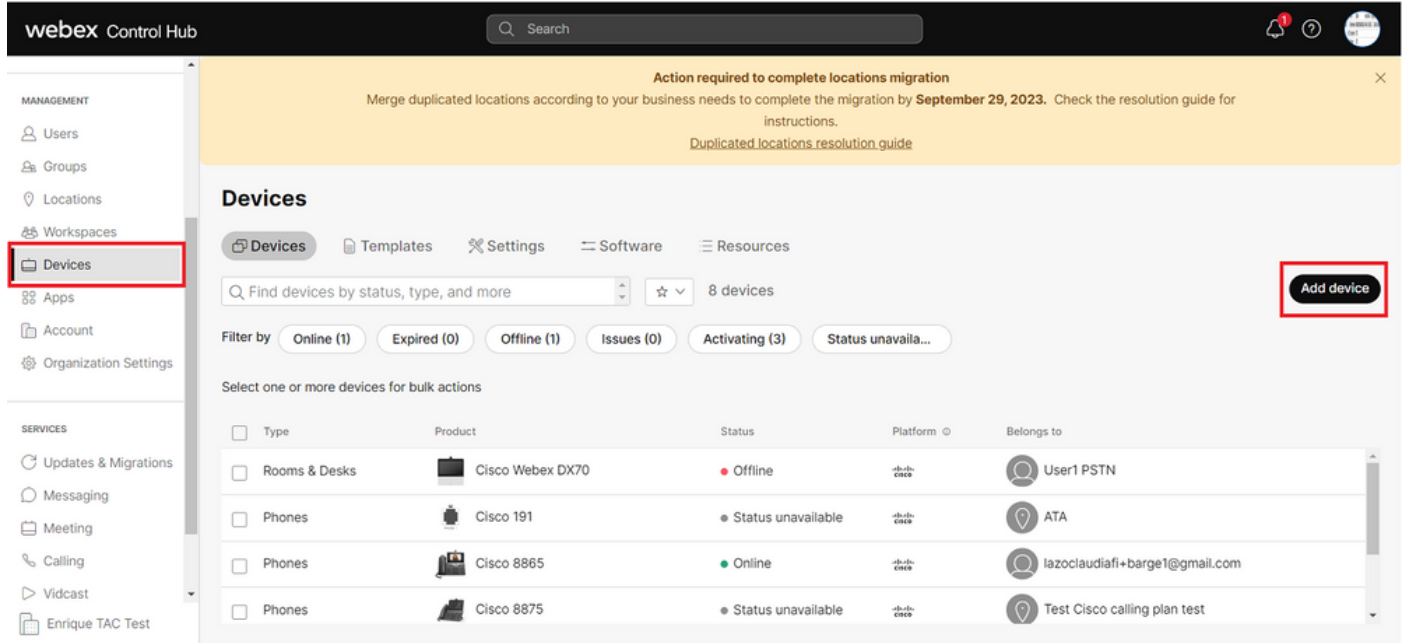 webex Control Hub
Search
1
MANAGEMENT
Users
Groups
Locations
Workspaces
Devices
Apps
Account
Organization Settings
SERVICES
Updates & Migrations
Messaging
Meeting
Calling
Vidcast
Enrique TAC Test
Action required to complete locations migration
Merge duplicated locations according to your business needs to complete the migration by September 29, 2023. Check the resolution guide for
instructions.
Duplicated locations resolution guide
Devices
Devices Templates Settings Software Resources
Find devices by status, type, and more
8 devices
Add device
Filter by Online (1) Expired (0) Offline (1) Issues (0) Activating (3) Status unavaila...
Select one or more devices for bulk actions
Type Product Status Platform Belongs to
Rooms & Desks Cisco Webex DX70 Offline CISCO User1 PSTN
Phones Cisco 191 Status unavailable CISCO ATA
Phones Cisco 8865 Online CISCO lazoclaudiafi+barge1@gmail.com
Phones Cisco 8875 Status unavailable CISCO Test Cisco calling plan test